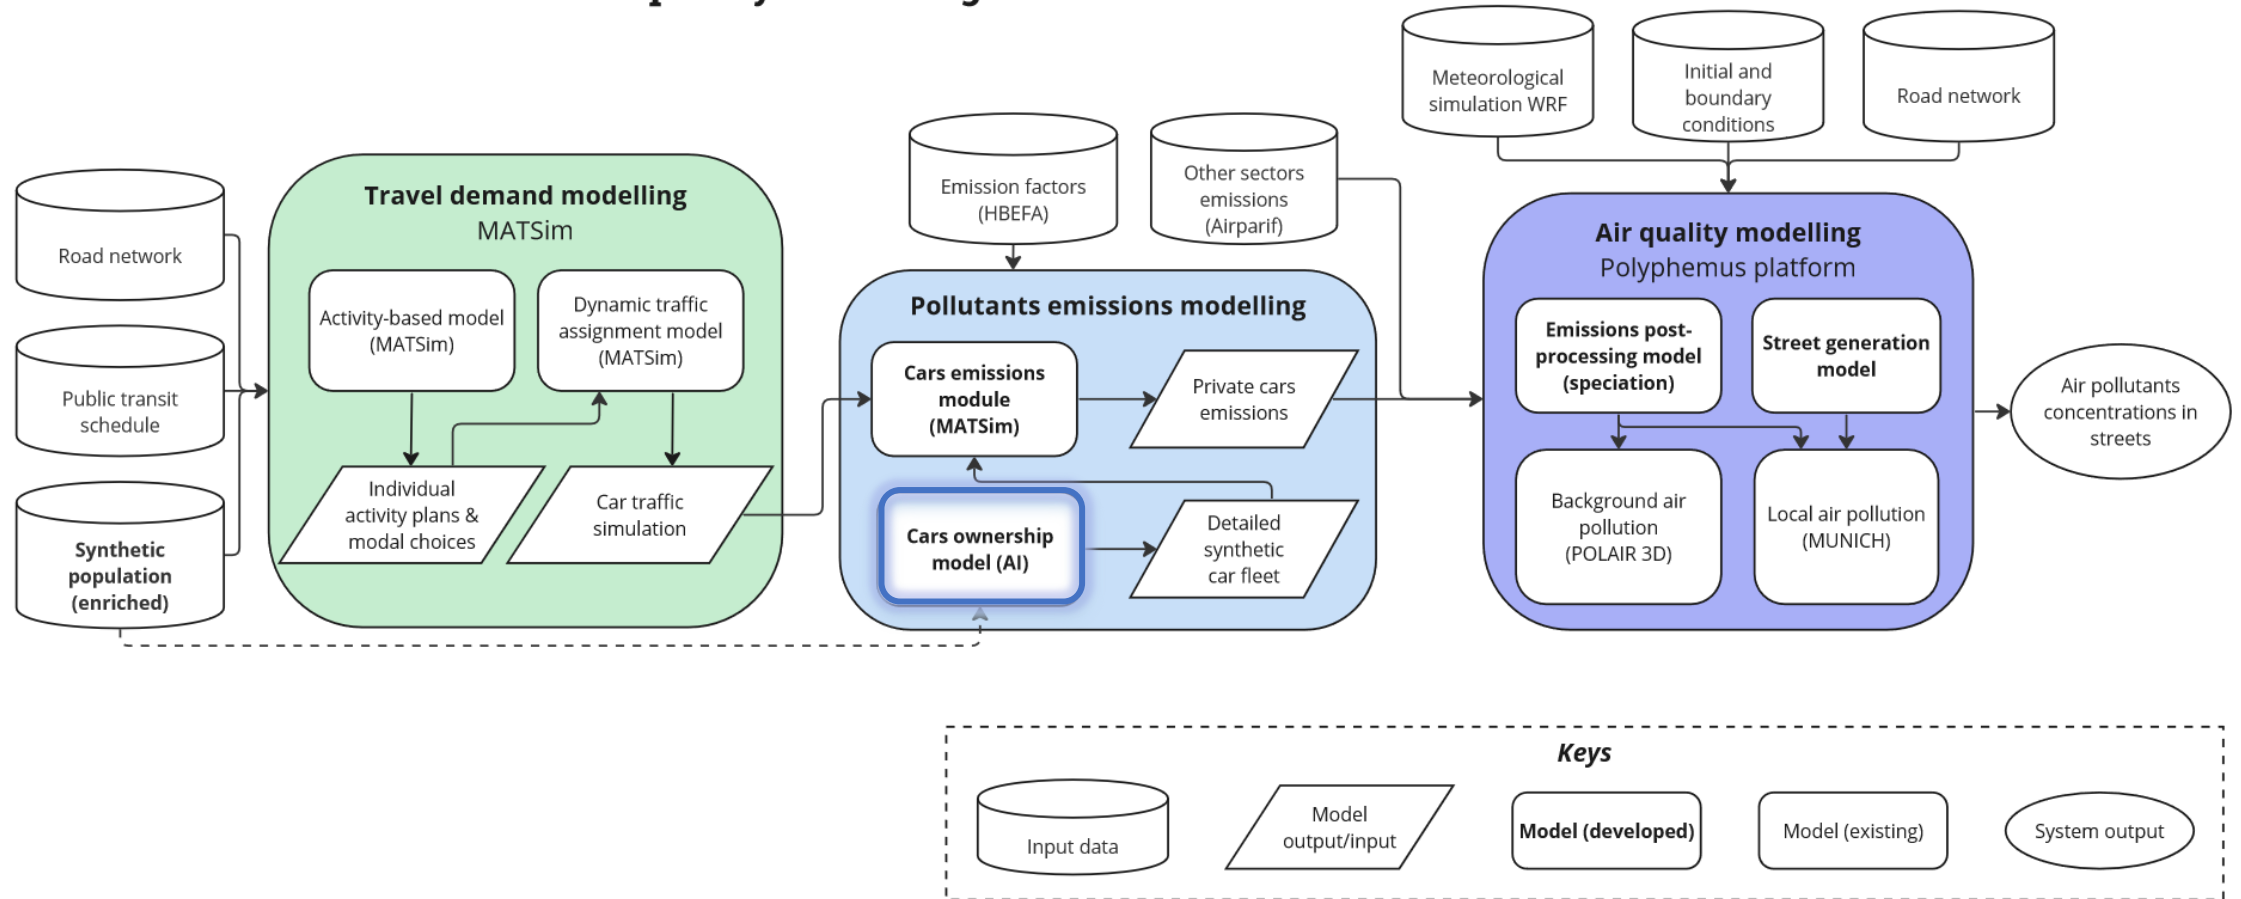 Road network
Public transit
schedule
Synthetic
population
(enriched)
Travel demand modelling
MATSim
Activity-based model
(MATSim)
Dynamic traffic
assignment model
(MATSim)
Individual
activity plans &
modal choices
Car traffic
simulation
Emission factors
(HBEFA)
Other sectors
emissions
(Airparif)
Pollutants emissions modelling
Cars emissions
module
(MATSim)
Private cars
emissions
Cars ownership
model (AI)
Detailed
synthetic
car fleet
Meteorological
simulation WRF
Initial and
boundary
conditions
Road network
Air quality modelling
Polyphemus platform
Emissions post-
processing model
(speciation)
Street generation
model
Background air
pollution
(POLAIR 3D)
Local air pollution
(MUNICH)
Air pollutants
concentrations in
streets
Keys
Input data
Model
output/input
Model (developed)
Model (existing)
System output